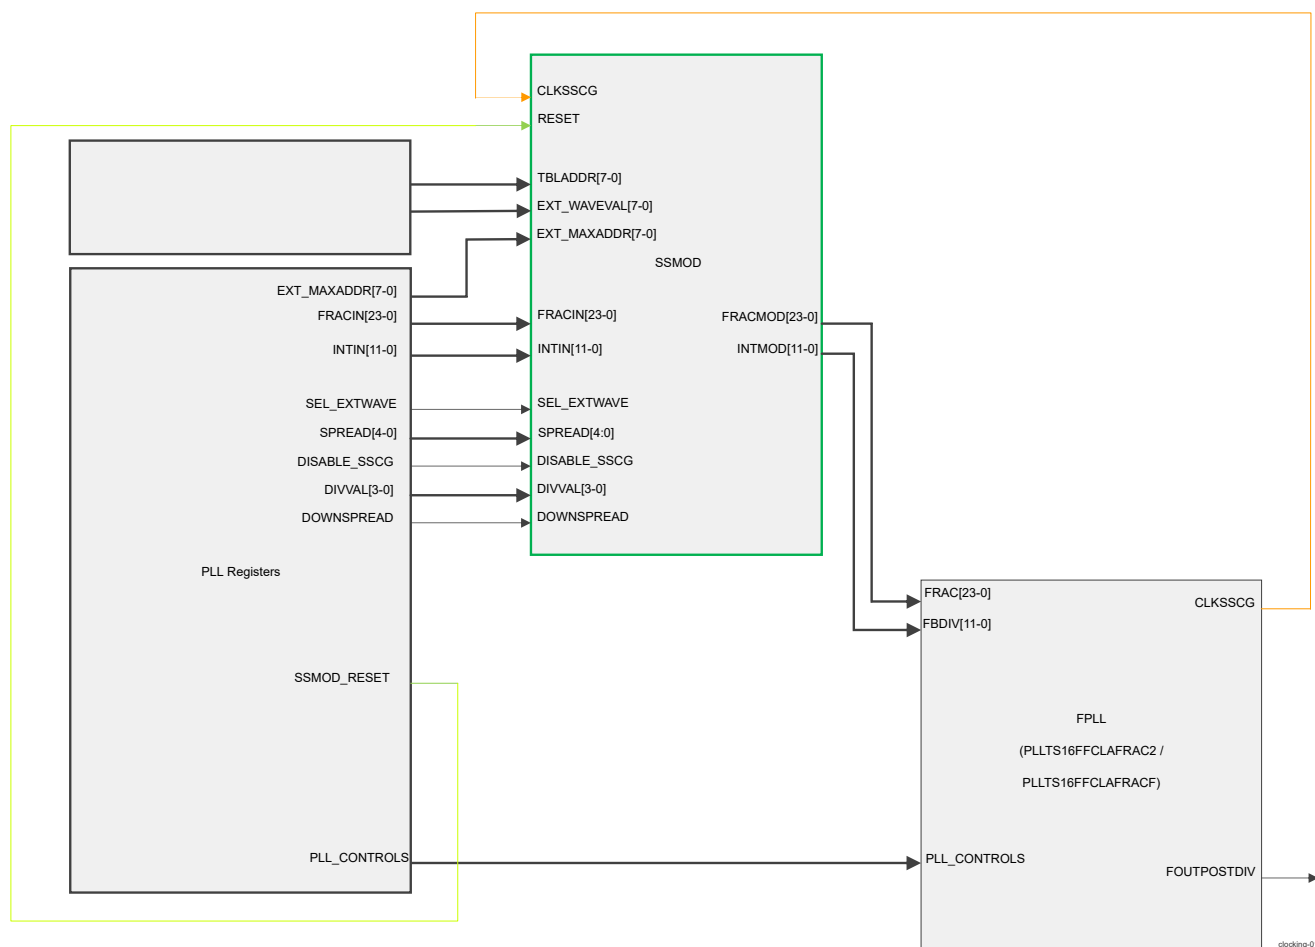 CLKSSCG
RESET
TBLADDR[7-0]
EXT_WAVEVAL[7-0]
EXT_MAXADDR[7-0]
SSMOD
EXT_MAXADDR[7-0]
FRACIN[23-0]
INTIN[11-0]
SEL_EXTWAVE
SPREAD[4-0]
DISABLE_SSCG
DIVVAL[3-0]
DOWNSPREAD
PLL Registers
SSMOD_RESET
PLL_CONTROLS
FRACIN[23-0]
INTIN[11-0]
SEL_EXTWAVE
SPREAD[4:0]
DISABLE_SSCG
DIVVAL[3-0]
DOWNSPREAD
FRACMOD[23-0]
INTMOD[11-0]
FRAC[23-0]
FBDIV[11-0]
CLKSSCG
FPLL
(PLLTS16FFCLAFRAC2 /
PLLTS16FFCLAFRACF)
PLL_CONTROLS
FOUTPOSTDIV
clocking-0